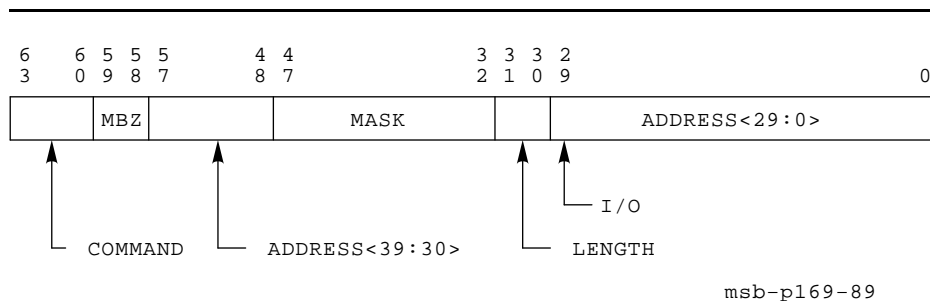 6 6 5 5 5 4 4 3 3 3 2
3 0 9 8 7 8 7 2 1 0 9 0
MBZ MASK ADDRESS<29:0>
I/O
COMMAND ADDRESS<39:30> LENGTH
msb-p169-89